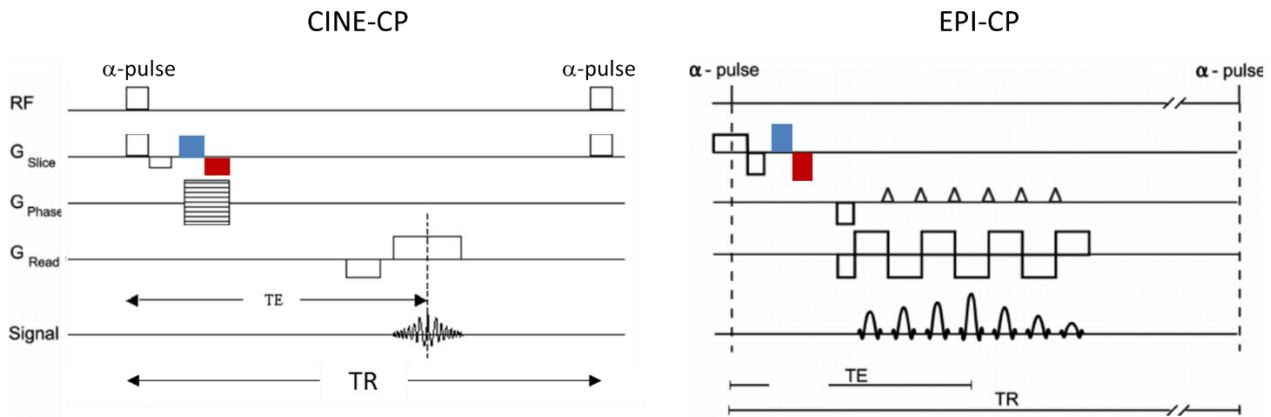 CINE-CP
α-pulse
α-pulse
RF
G Slice
G Phase
G Read
TE
Signal
TR
EPI-CP
α - pulse
α - pulse
TE
TR